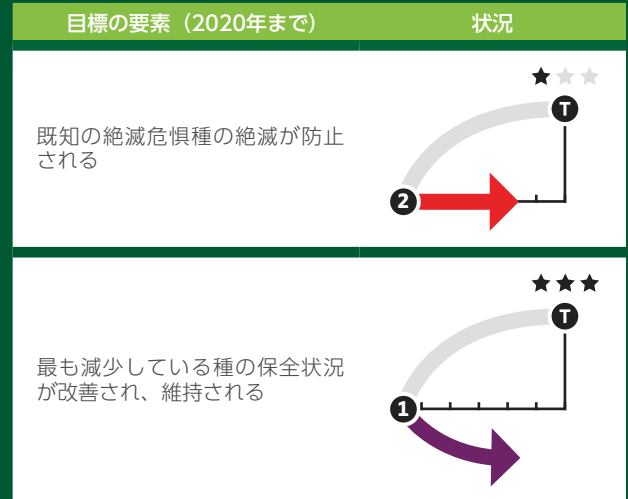 目標の要素（2020年まで） 状況
既知の絶滅危惧種の絶滅が防止
される
T
2
最も減少している種の保全状況
が改善され、維持される
T
1